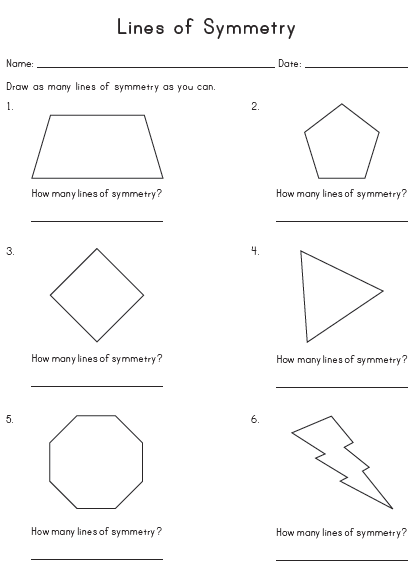 Lines of Symmetry
Name: Date:
Draw as many lines of symmetry as you can.
1. 2.
How many lines of symmetry? How many lines of symmetry?
3. 4.
How many lines of symmetry? How many lines of symmetry?
5. 6.
How many lines of symmetry? How many lines of symmetry?